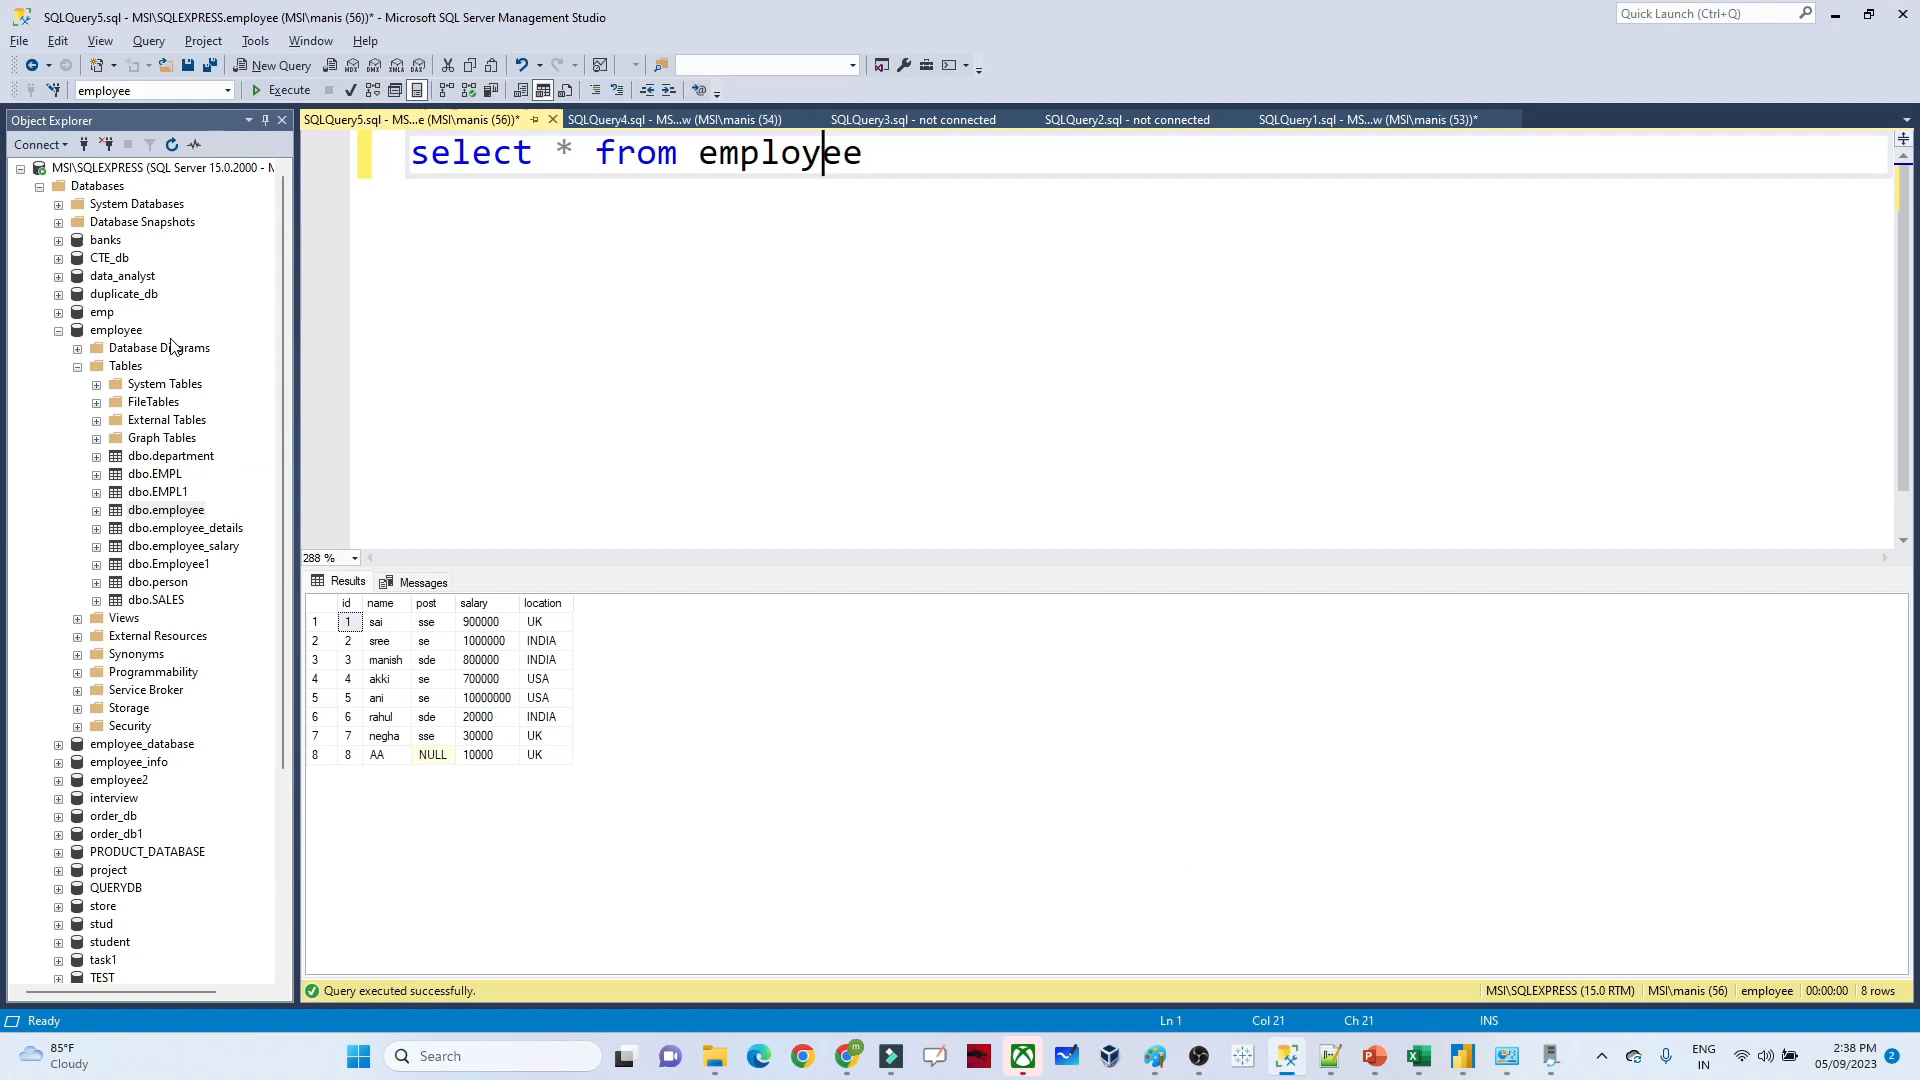 SQLQuery5.sql - MSI\SQLEXPRESS.employee (MSI\manis (56))* - Microsoft SQL Server Management Studio
Quick Launch (Ctrl+Q)
File Edit View Query Project Tools Window Help
New Query
MDX DMX XMLA DAX
employee Execute
Object Explorer
SQLQuery5.sql - MS...e (MSI\manis (56))* SQLQuery4.sql - MS...w (MSI\manis (54)) SQLQuery3.sql - not connected SQLQuery2.sql - not connected SQLQuery1.sql - MS...w (MSI\manis (53))*
Connect
select * from employee
MSI\SQLEXPRESS (SQL Server 15.0.2000 - M
Databases
System Databases
Database Snapshots
banks
CTE_db
data_analyst
duplicate_db
emp
employee
Database Diagrams
Tables
System Tables
FileTables
External Tables
Graph Tables
dbo.department
dbo.EMPL
dbo.EMPL1
dbo.employee
dbo.employee_details
dbo.employee_salary
dbo.Employee1
dbo.person
dbo.SALES
Views
External Resources
Synonyms
Programmability
Service Broker
Storage
Security
employee_database
employee_info
employee2
interview
order_db
order_db1
PRODUCT_DATABASE
project
QUERYDB
store
stud
student
task1
TEST
288 %
Results Messages
id name post salary location
1 1 sai sse 900000 UK
2 2 sree se 1000000 INDIA
3 3 manish sde 800000 INDIA
4 4 akki se 700000 USA
5 5 ani se 10000000 USA
6 6 rahul sde 20000 INDIA
7 7 negha sse 30000 UK
8 8 AA NULL 10000 UK
Query executed successfully. MSI\SQLEXPRESS (15.0 RTM) MSI\manis (56) employee 00:00:00 8 rows
Ready Ln 1 Col 21 Ch 21 INS
85°F
Cloudy
Search
ENG
IN
2:38 PM
05/09/2023
2